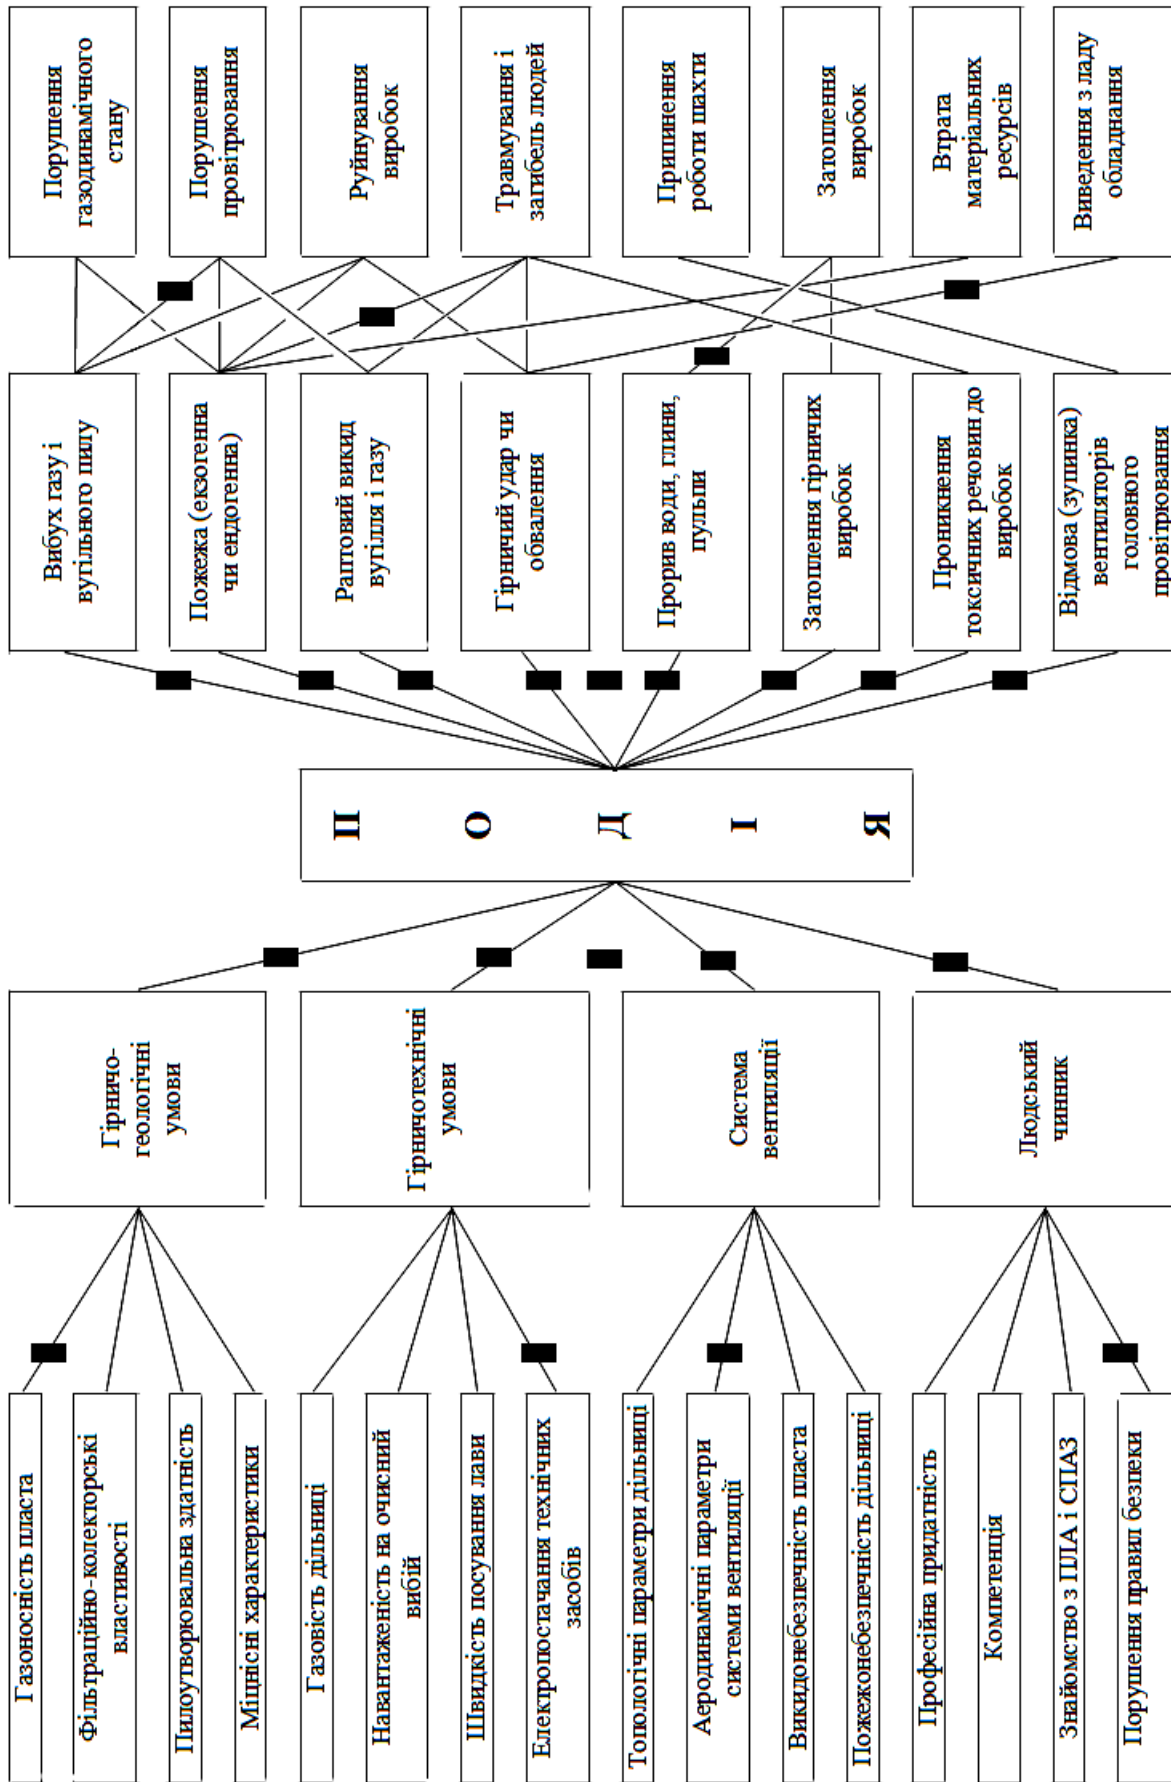 Газоносність пласта
Фільтраційно-колекторські
властивості
Пилоутворювальна здатність
Міцнісні характеристики
Газовість дільниці
Навантаженість на очисний
вибій
Швидкість посування лави
Електропостачання технічних
засобів
Топологічні параметри дільниці
Аеродинамічні параметри
системи вентиляції
Викидонебезпечність пласта
Пожежонебезпечність дільниці
Професійна придатність
Компетенція
Знайомство з ПЛА і СПАЗ
Порушення правил безпеки
Гірничо-
геологічні
умови
Гірничотехнічні
умови
Система
вентиляції
Людський
чинник
П О Д І Я
Вибух газу і
вугільного пилу
Пожежа (екзогенна
чи ендогенна)
Раптовий викид
вугілля і газу
Гірничий удар чи
обвалення
Прорив води, глини,
пульпи
Затоплення гірничих
виробок
Проникнення
токсичних речовин до
виробок
Відмова (зупинка)
вентиляторів
головного
провітрювання
Порушення
газодинамічного
стану
Порушення
провітрювання
Руйнування
виробок
Травмування і
загибель людей
Припинення
роботи шахти
Затоплення
виробок
Втрата
матеріальних
ресурсів
Виведення з ладу
обладнання